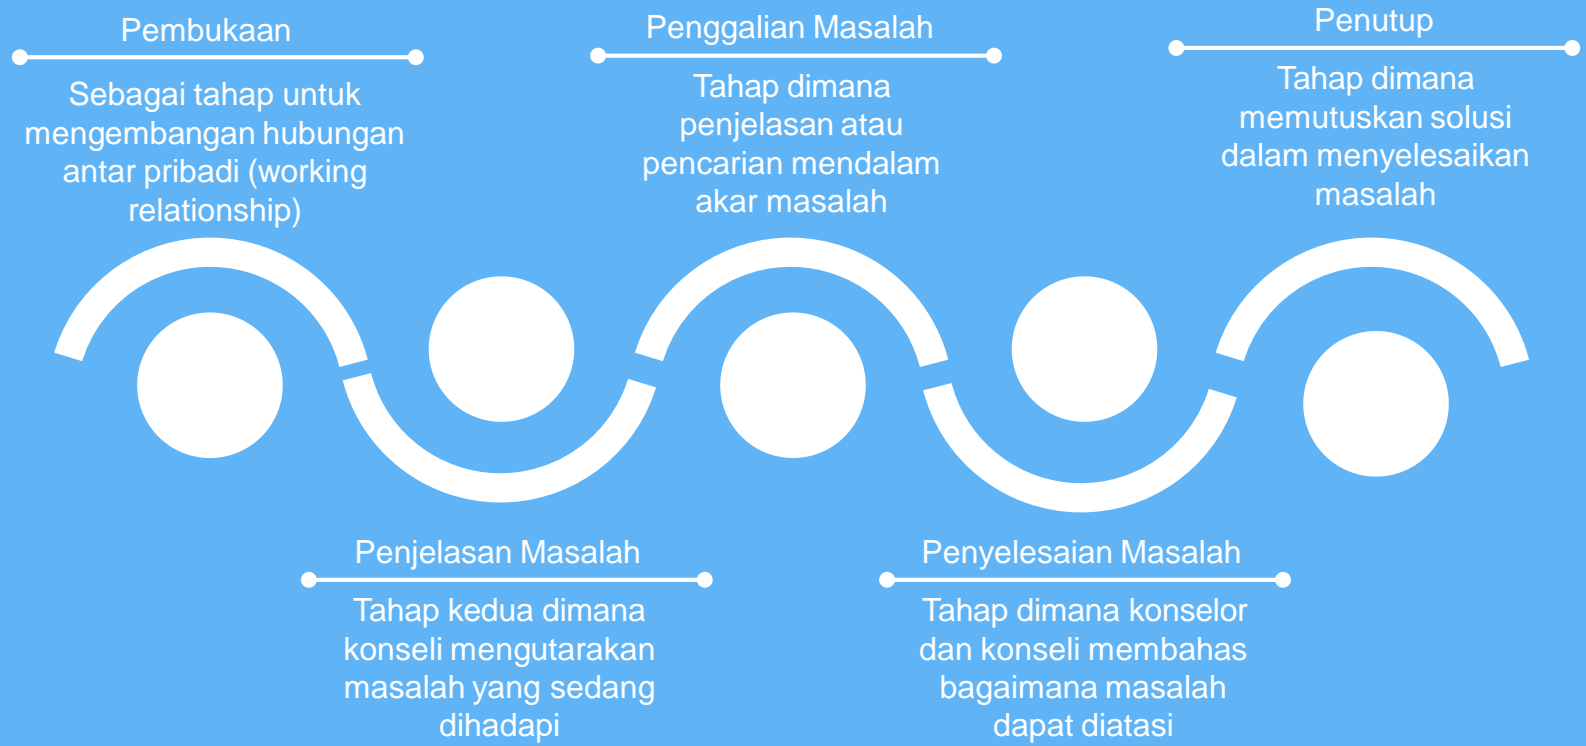 Pembukaan
Sebagai tahap untuk
mengembangan hubungan
antar pribadi (working
relationship)
Penjelasan Masalah
Tahap kedua dimana
konseli mengutarakan
masalah yang sedang
dihadapi
Penggalian Masalah
Tahap dimana
penjelasan atau
pencarian mendalam
akar masalah
Penyelesaian Masalah
Tahap dimana konselor
dan konseli membahas
bagaimana masalah
dapat diatasi
Penutup
Tahap dimana
memutuskan solusi
dalam menyelesaikan
masalah